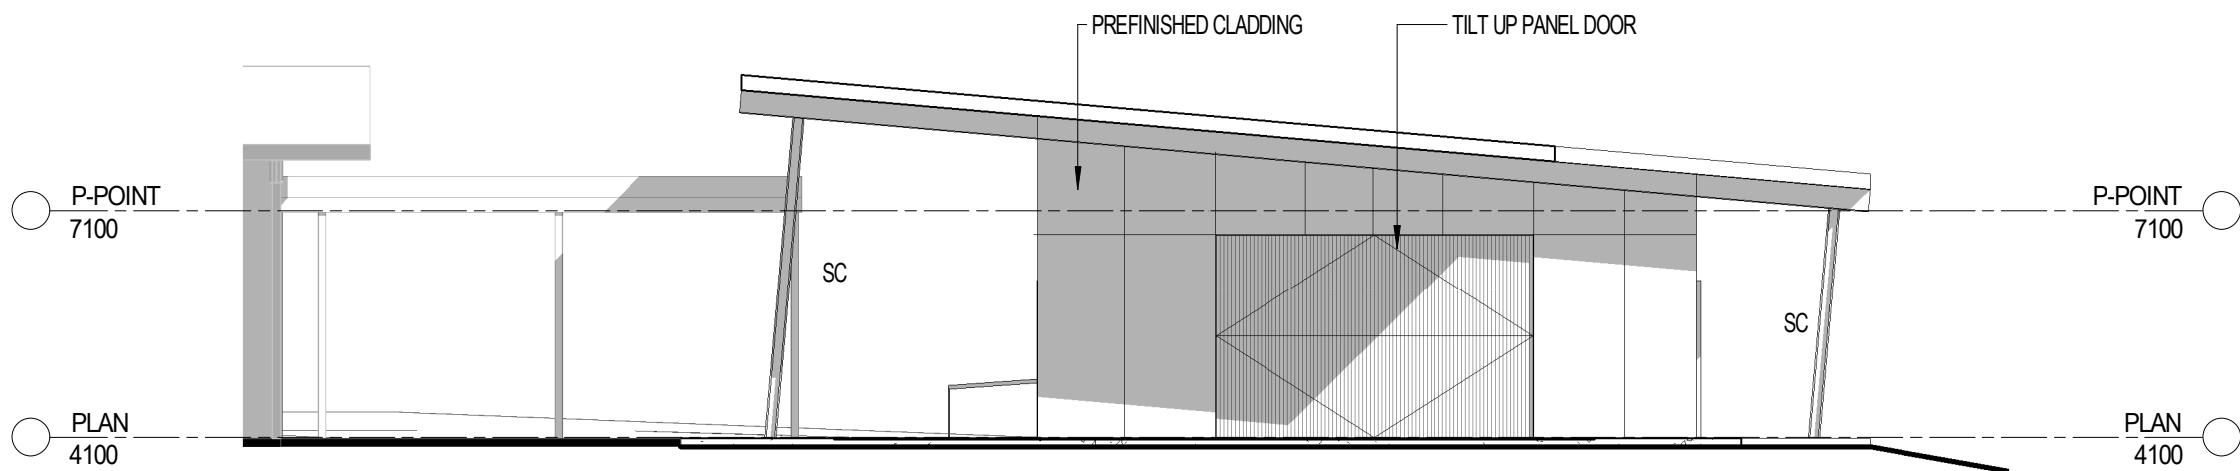 PREFINISHED CLADDING
TILT UP PANEL DOOR
P-POINT
7100
P-POINT
7100
SC
SC
PLAN
4100
PLAN
4100